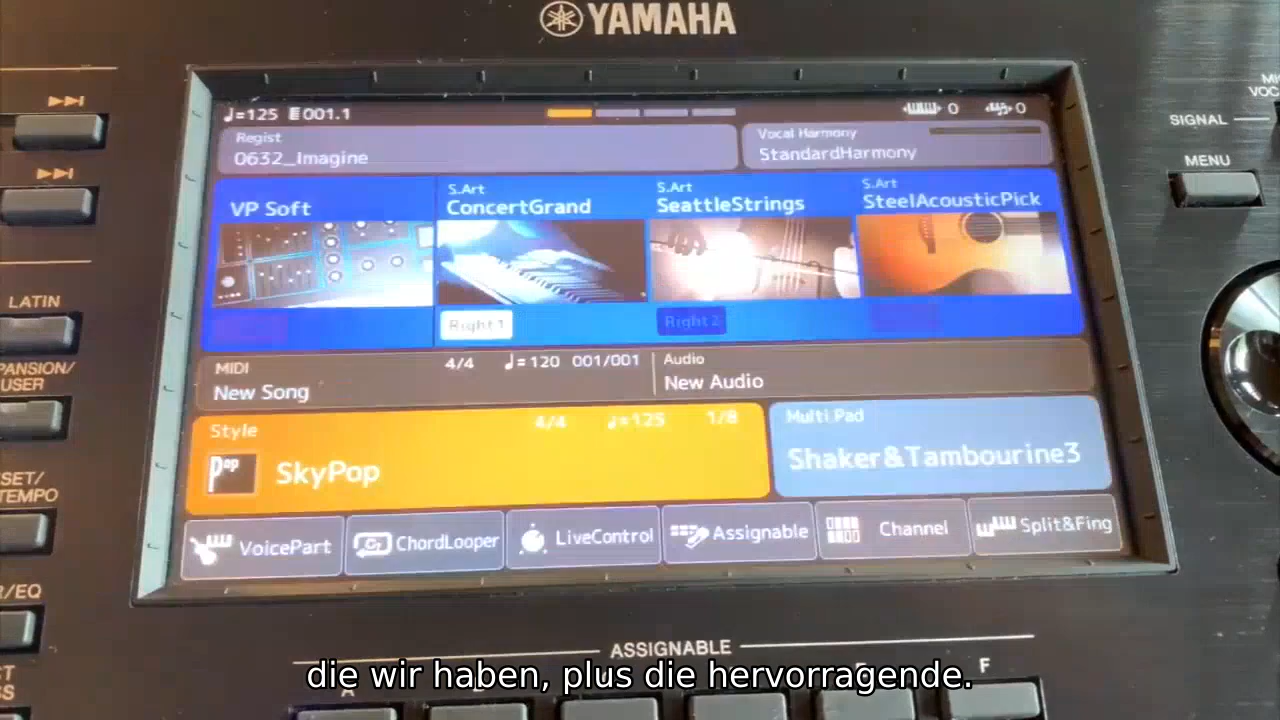 YAMAHA
♩=125 001.1
0
0
Regist
0632_Imagine
Vocal Harmony
StandardHarmony
SIGNAL
MENU
VP Soft
S.Art
ConcertGrand
S.Art
SeattleStrings
S.Art
SteelAcousticPick
Right 1
Right 2
LATIN
USER
MIDI
New Song
4/4 ♩=120 001/001
Audio
New Audio
Style
4/4 ♩=125 1/8
Pop
SkyPop
Multi Pad
Shaker&Tambourine3
VoicePart
ChordLooper
LiveControl
Assignable
Channel
Split&Fing
ASSIGNABLE
F
die wir haben, plus die hervorragende.